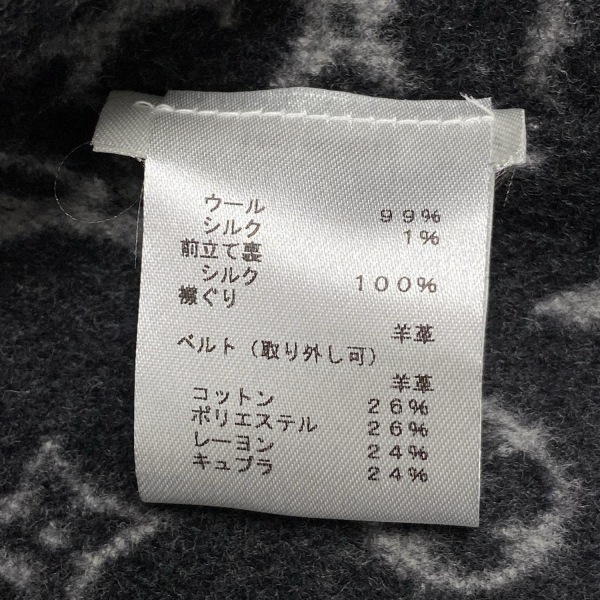 ウール 99%
シルク 1%
前立て裏
シルク 100%
襟ぐり
羊革
ベルト（取り外し可）
羊革
コットン 26%
ポリエステル 26%
レーヨン 24%
キュプラ 24%